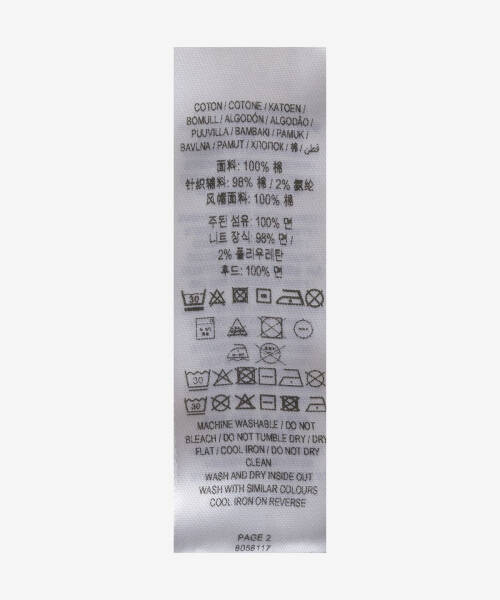 COTON / COTONE / KATOEN /
BOMULL / ALGODÓN / ALGODÃO /
PUUVILLA / BAMBAKI / PAMUK /
BAVLNA / PAMUT / ХЛОПОК / 棉 / قطن
面料: 100% 棉
针织辅料: 98% 棉 / 2% 氨纶
风帽面料: 100% 棉
주된 섬유: 100% 면
니트 장식: 98% 면 /
2% 폴리우레탄
후드: 100% 면
30
30
30
MACHINE WASHABLE / DO NOT
BLEACH / DO NOT TUMBLE DRY / DRY
FLAT / COOL IRON / DO NOT DRY
CLEAN
WASH AND DRY INSIDE OUT
WASH WITH SIMILAR COLOURS
COOL IRON ON REVERSE
PAGE 2
8058117